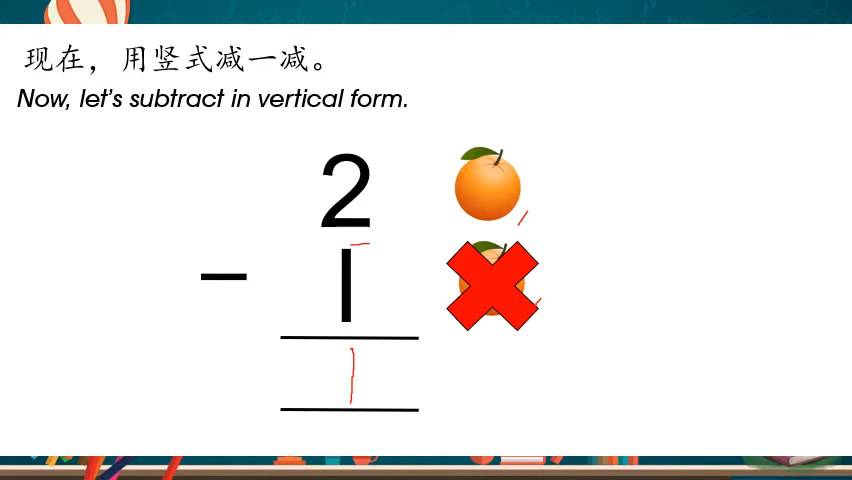 现在，用竖式减一减。
Now, let's subtract in vertical form.
2
- 1
1